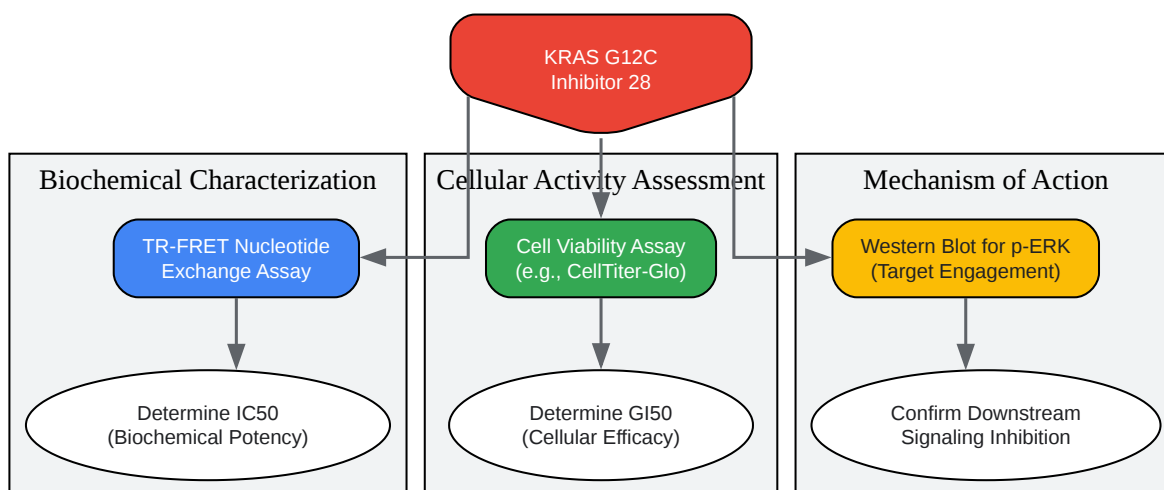 KRAS G12C
Inhibitor 28
Biochemical Characterization
Cellular Activity Assessment
Mechanism of Action
TR-FRET Nucleotide
Exchange Assay
Cell Viability Assay
(e.g., CellTiter-Glo)
Western Blot for p-ERK
(Target Engagement)
Determine IC50
(Biochemical Potency)
Determine GI50
(Cellular Efficacy)
Confirm Downstream
Signaling Inhibition